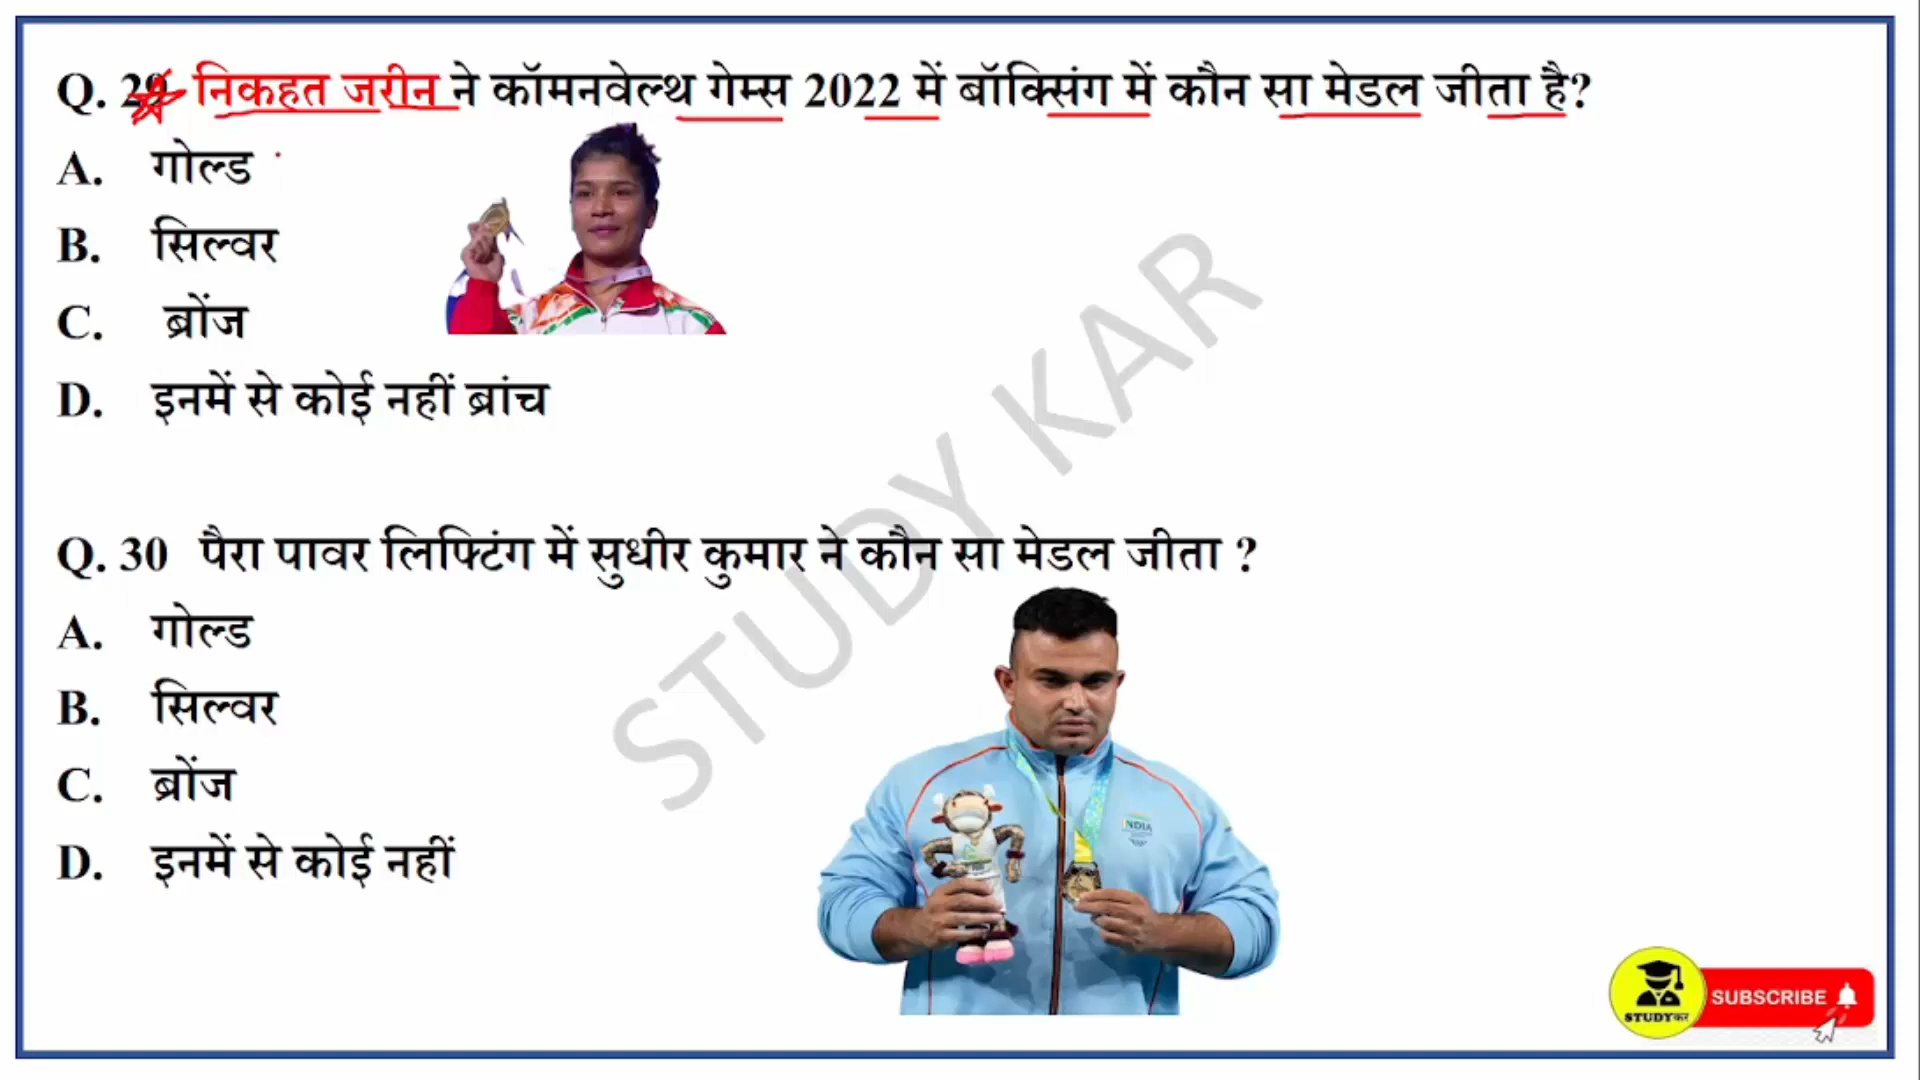 Q. 29 निकहत जरीन ने कॉमनवेल्थ गेम्स 2022 में बॉक्सिंग में कौन सा मेडल जीता है?
A. गोल्ड
B. सिल्वर
C. ब्रोंज
D. इनमें से कोई नहीं ब्रांच
STUDY KAR
Q. 30 पैरा पावर लिफ्टिंग में सुधीर कुमार ने कौन सा मेडल जीता ?
A. गोल्ड
B. सिल्वर
C. ब्रोंज
D. इनमें से कोई नहीं
INDIA
SUBSCRIBE
STUDYकर